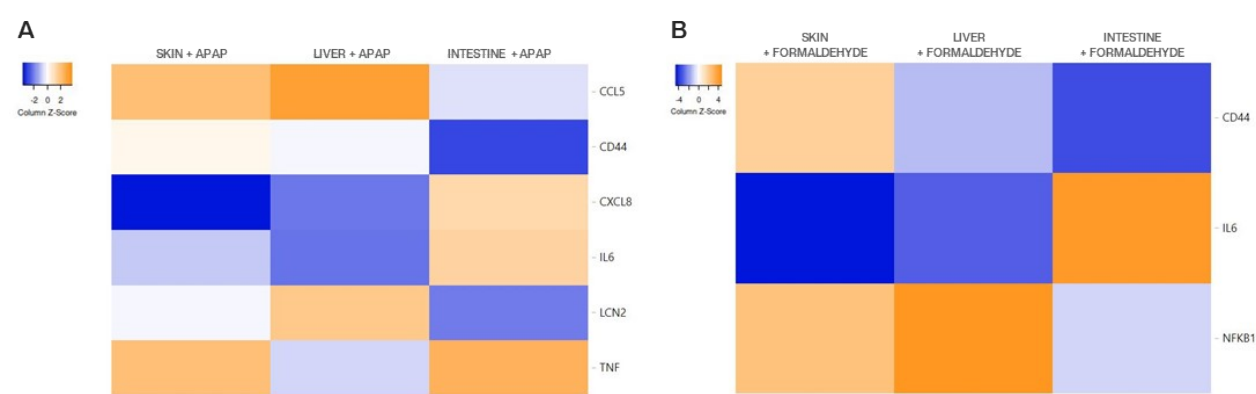 A
SKIN + APAP LIVER + APAP INTESTINE + APAP
-2 0 2
Column Z-Score
CCL5
CD44
CXCL8
IL6
LCN2
TNF
B
SKIN
+ FORMALDEHYDE
LIVER
+ FORMALDEHYDE
INTESTINE
+ FORMALDEHYDE
-4 0 4
Column Z-Score
CD44
IL6
NFKB1